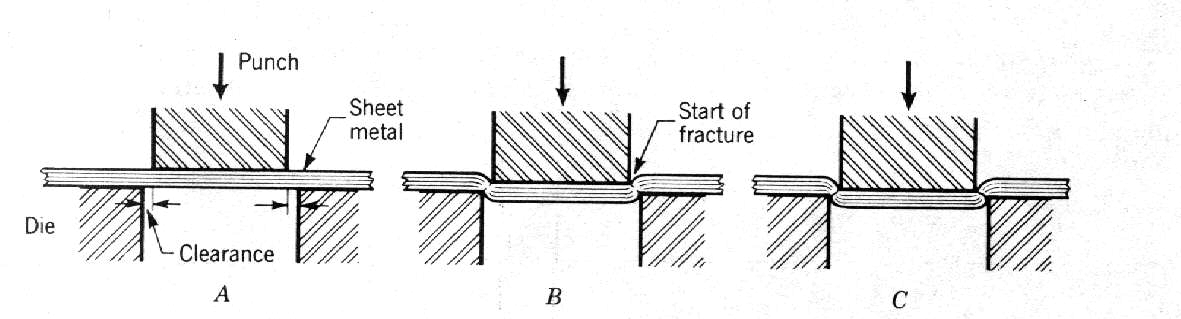 Punch
Sheet
metal
Start of
fracture
Die
Clearance
A
B
C